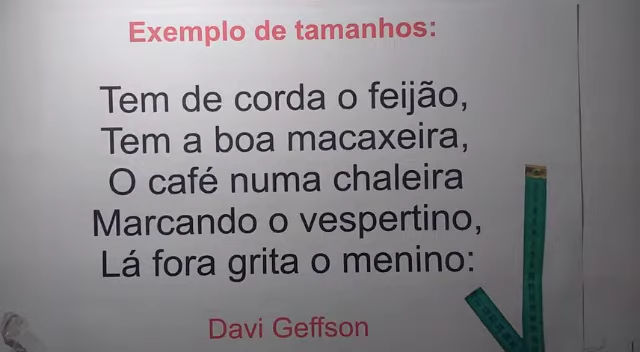 Exemplo de tamanhos:
Tem de corda o feijão,
Tem a boa macaxeira,
O café numa chaleira
Marcando o vespertino,
Lá fora grita o menino:
Davi Geffson